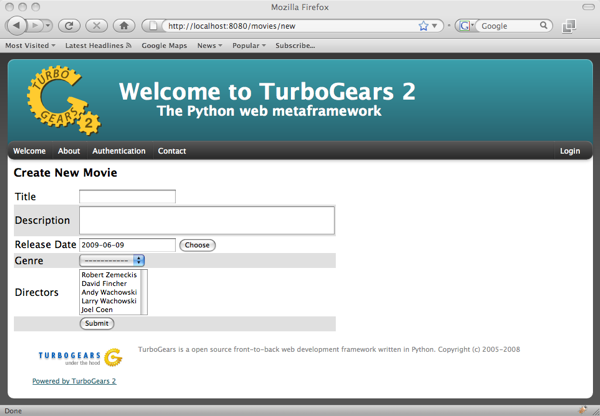 Mozilla Firefox
http://localhost:8080/movies/new
Google
Most Visited Latest Headlines Google Maps News Popular Subscribe...
TURBO GEARS 2
Welcome to TurboGears 2
The Python web metaframework
Welcome About Authentication Contact Login
Create New Movie
Title
Description
Release Date 2009-06-09 Choose
Genre -----------
Directors
Robert Zemeckis
David Fincher
Andy Wachowski
Larry Wachowski
Joel Coen
Submit
TURBOGEARS
under the hood
TurboGears is a open source front-to-back web development framework written in Python. Copyright (c) 2005-2008
Powered by TurboGears 2
Done